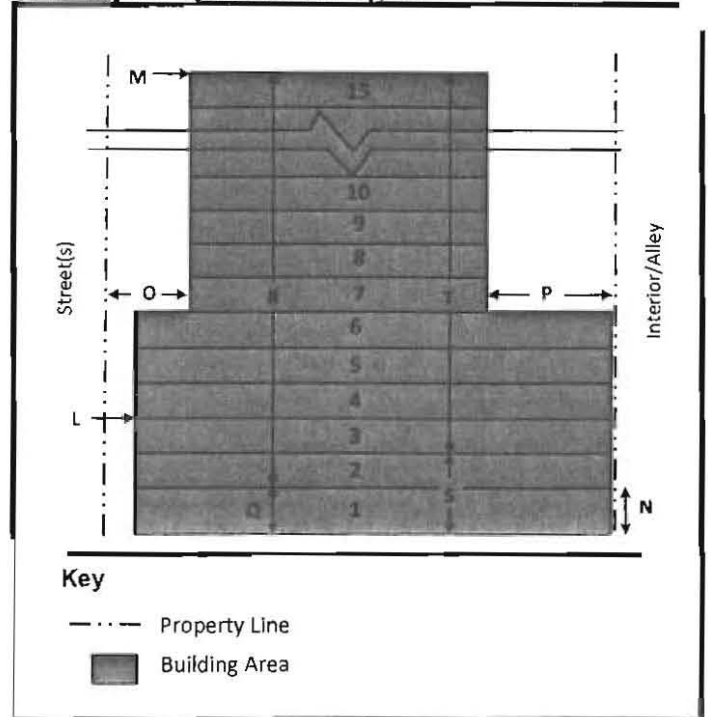 M
15
10
9
8
O
R
7
T
P
6
5
4
L
3
2
S
Q
1
N
Street(s)
Interior/Alley
Key
Property Line
Building Area